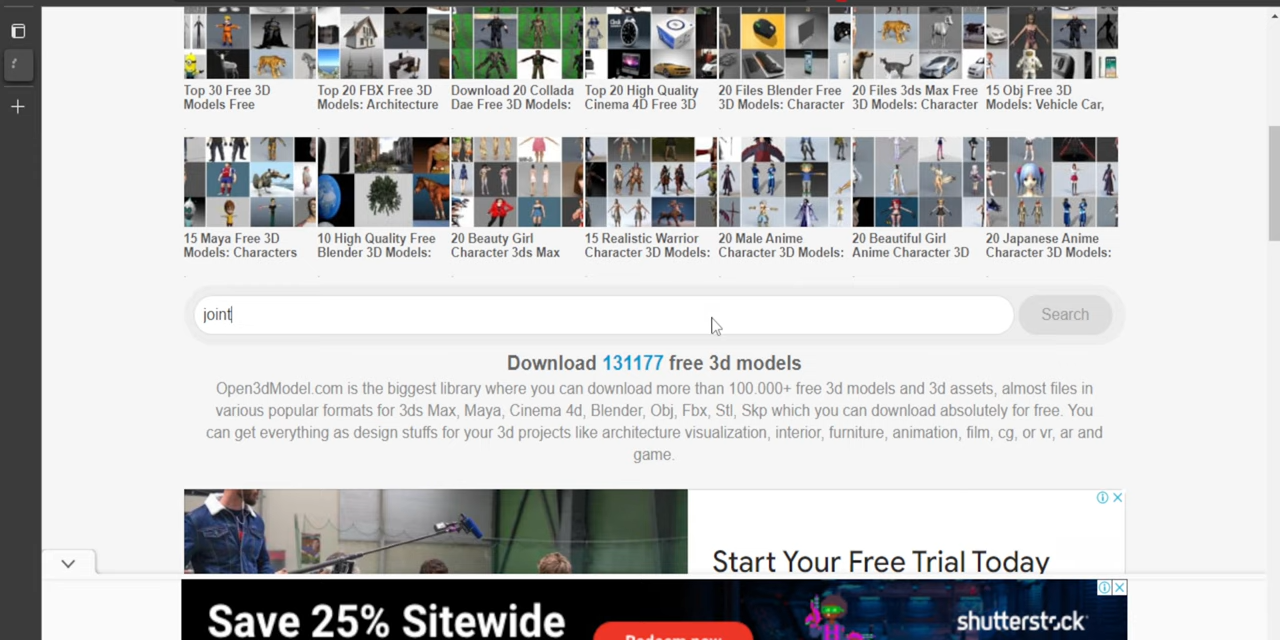 Top 30 Free 3D
Models Free
Top 20 FBX Free 3D
Models: Architecture
Download 20 Collada
Dae Free 3D Models:
Top 20 High Quality
Cinema 4D Free 3D
20 Files Blender Free
3D Models: Character
20 Files 3ds Max Free
3D Models: Character
15 Obj Free 3D
Models: Vehicle Car,
15 Maya Free 3D
Models: Characters
10 High Quality Free
Blender 3D Models:
20 Beauty Girl
Character 3ds Max
15 Realistic Warrior
Character 3D Models:
20 Male Anime
Character 3D Models:
20 Beautiful Girl
Anime Character 3D
20 Japanese Anime
Character 3D Models:
joint
Search
Download 131177 free 3d models
Open3dModel.com is the biggest library where you can download more than 100.000+ free 3d models and 3d assets, almost files in
various popular formats for 3ds Max, Maya, Cinema 4d, Blender, Obj, Fbx, Stl, Skp which you can download absolutely for free. You
can get everything as design stuffs for your 3d projects like architecture visualization, interior, furniture, animation, film, cg, or vr, ar and
game.
Start Your Free Trial Today
Save 25% Sitewide
Redeem now
shutterstock